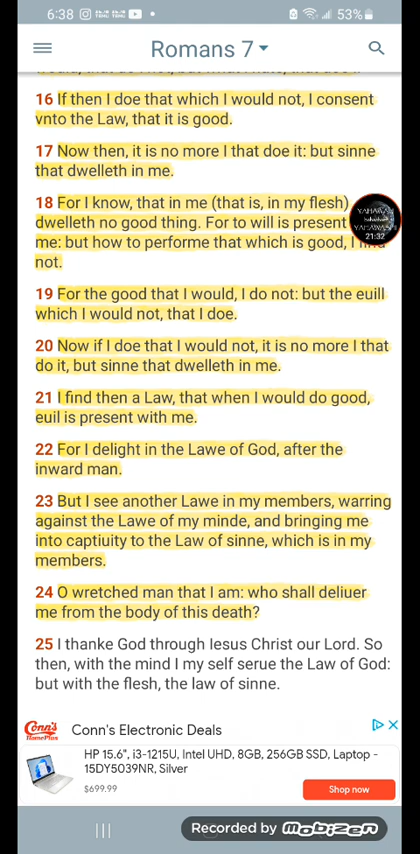 6:38 53%
Romans 7
16 If then I doe that which I would not, I consent
vnto the Law, that it is good.
17 Now then, it is no more I that doe it: but sinne
that dwelleth in me.
18 For I know, that in me (that is, in my flesh)
dwelleth no good thing. For to will is present
me: but how to performe that which is good, I find
not.
YAHAWAH
YAHAWASHI
21:32
19 For the good that I would, I do not: but the euill
which I would not, that I doe.
20 Now if I doe that I would not, it is no more I that
do it, but sinne that dwelleth in me.
21 I find then a Law, that when I would do good,
euil is present with me.
22 For I delight in the Lawe of God, after the
inward man.
23 But I see another Lawe in my members, warring
against the Lawe of my minde, and bringing me
into captiuity to the Law of sinne, which is in my
members.
24 O wretched man that I am: who shall deliuer
me from the body of this death?
25 I thanke God through Iesus Christ our Lord. So
then, with the mind I my self serue the Law of God:
but with the flesh, the law of sinne.
Conn's HomePlus
Conn's Electronic Deals
HP 15.6", i3-1215U, Intel UHD, 8GB, 256GB SSD, Laptop -
15DY5039NR, Silver
$699.99
Shop now
Recorded by mobizen